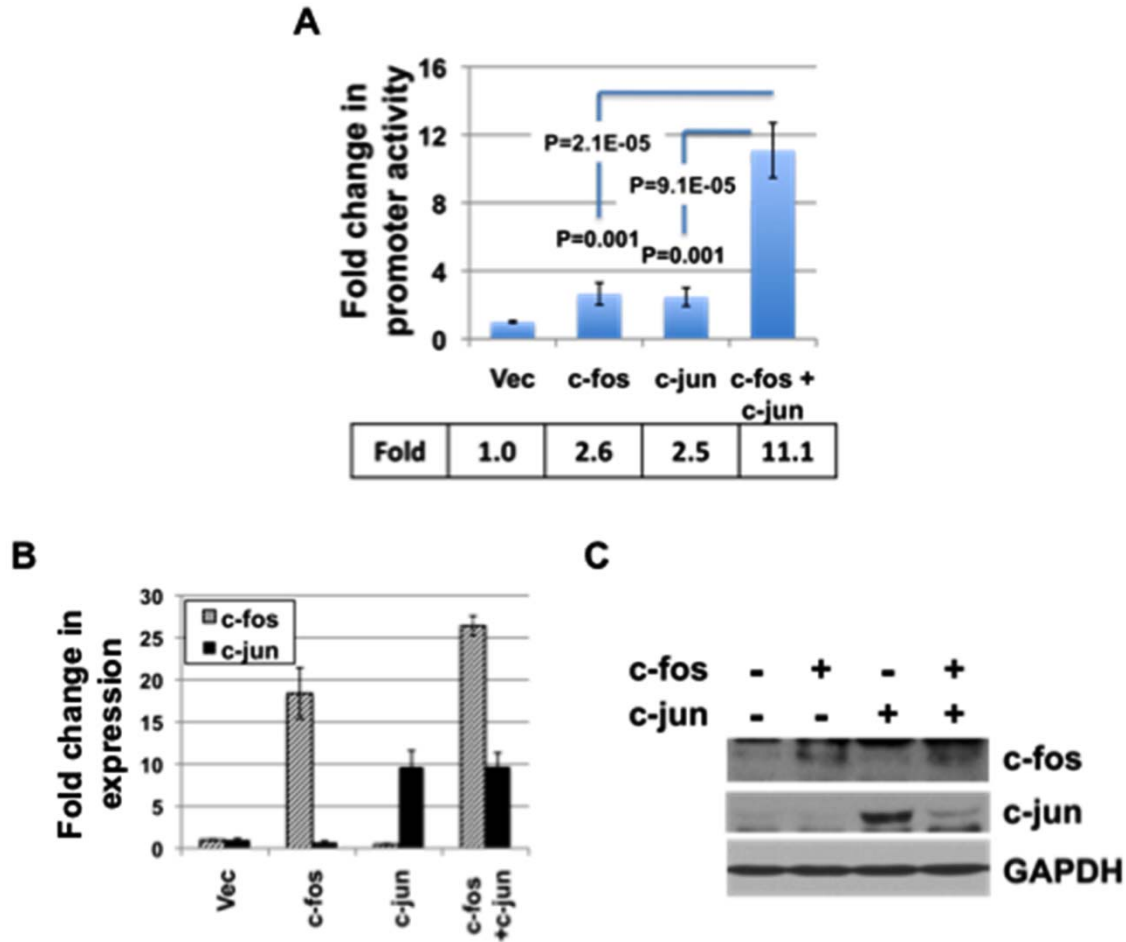 A
Fold change in
promoter activity
16
12
8
4
0
P=2.1E-05
P=9.1E-05
P=0.001
P=0.001
Vec c-fos c-jun c-fos +
c-jun
Fold 1.0 2.6 2.5 11.1
B
Fold change in
expression
30
25
20
15
10
5
0
c-fos
c-jun
Vec
c-fos
c-jun
c-fos
+c-jun
C
c-fos - + - +
c-jun - - + +
c-fos
c-jun
GAPDH